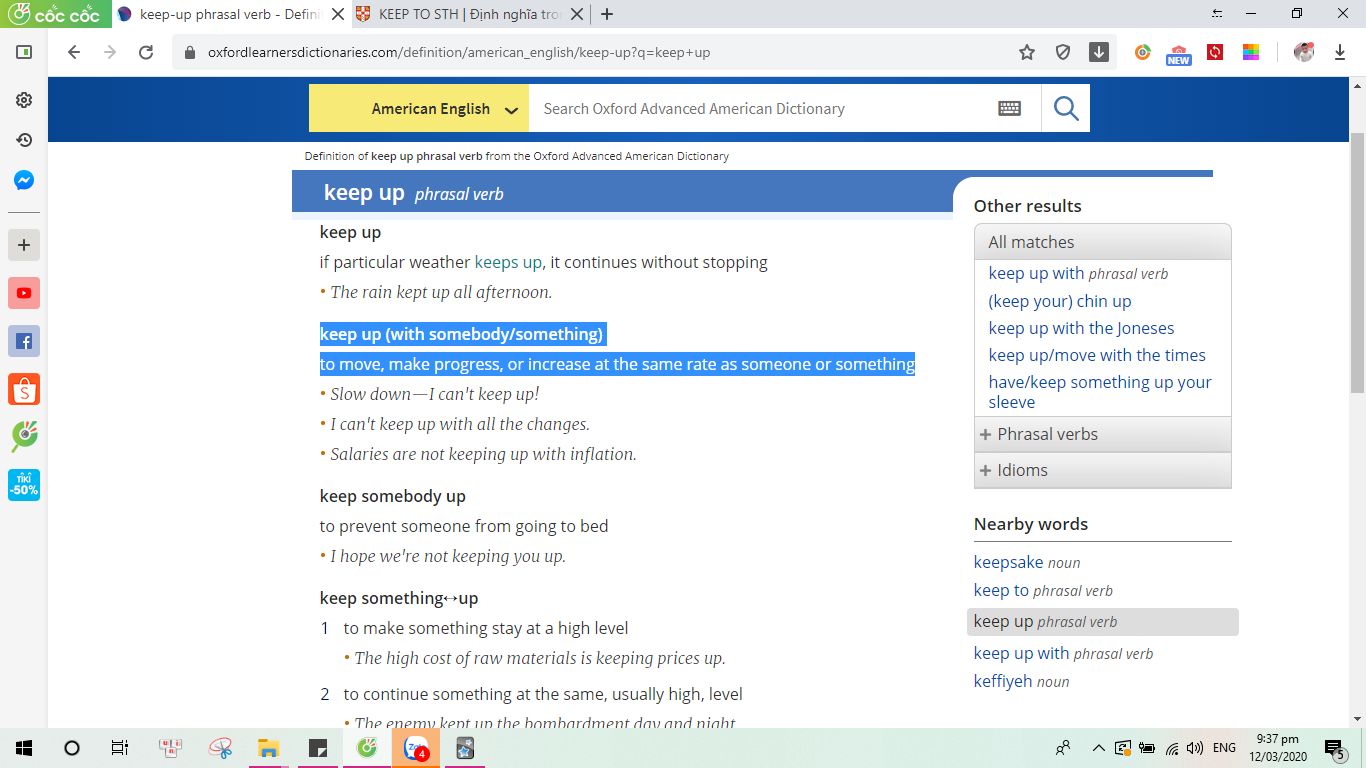 cốc cốc
keep-up phrasal verb - Defini
KEEP TO STH | Định nghĩa tro
oxfordlearnersdictionaries.com/definition/american_english/keep-up?q=keep+up
NEW
American English
Search Oxford Advanced American Dictionary
Definition of keep up phrasal verb from the Oxford Advanced American Dictionary
keep up phrasal verb
keep up
if particular weather keeps up, it continues without stopping
• The rain kept up all afternoon.
keep up (with somebody/something)
to move, make progress, or increase at the same rate as someone or something
• Slow down—I can't keep up!
• I can't keep up with all the changes.
• Salaries are not keeping up with inflation.
keep somebody up
to prevent someone from going to bed
• I hope we're not keeping you up.
keep something↔up
1 to make something stay at a high level
• The high cost of raw materials is keeping prices up.
2 to continue something at the same, usually high, level
• The enemy kept up the bombardment day and night
Other results
All matches
keep up with phrasal verb
(keep your) chin up
keep up with the Joneses
keep up/move with the times
have/keep something up your
sleeve
+ Phrasal verbs
+ Idioms
Nearby words
keepsake noun
keep to phrasal verb
keep up phrasal verb
keep up with phrasal verb
keffiyeh noun
TIKI
-50%
4
ENG
9:37 pm
12/03/2020
5